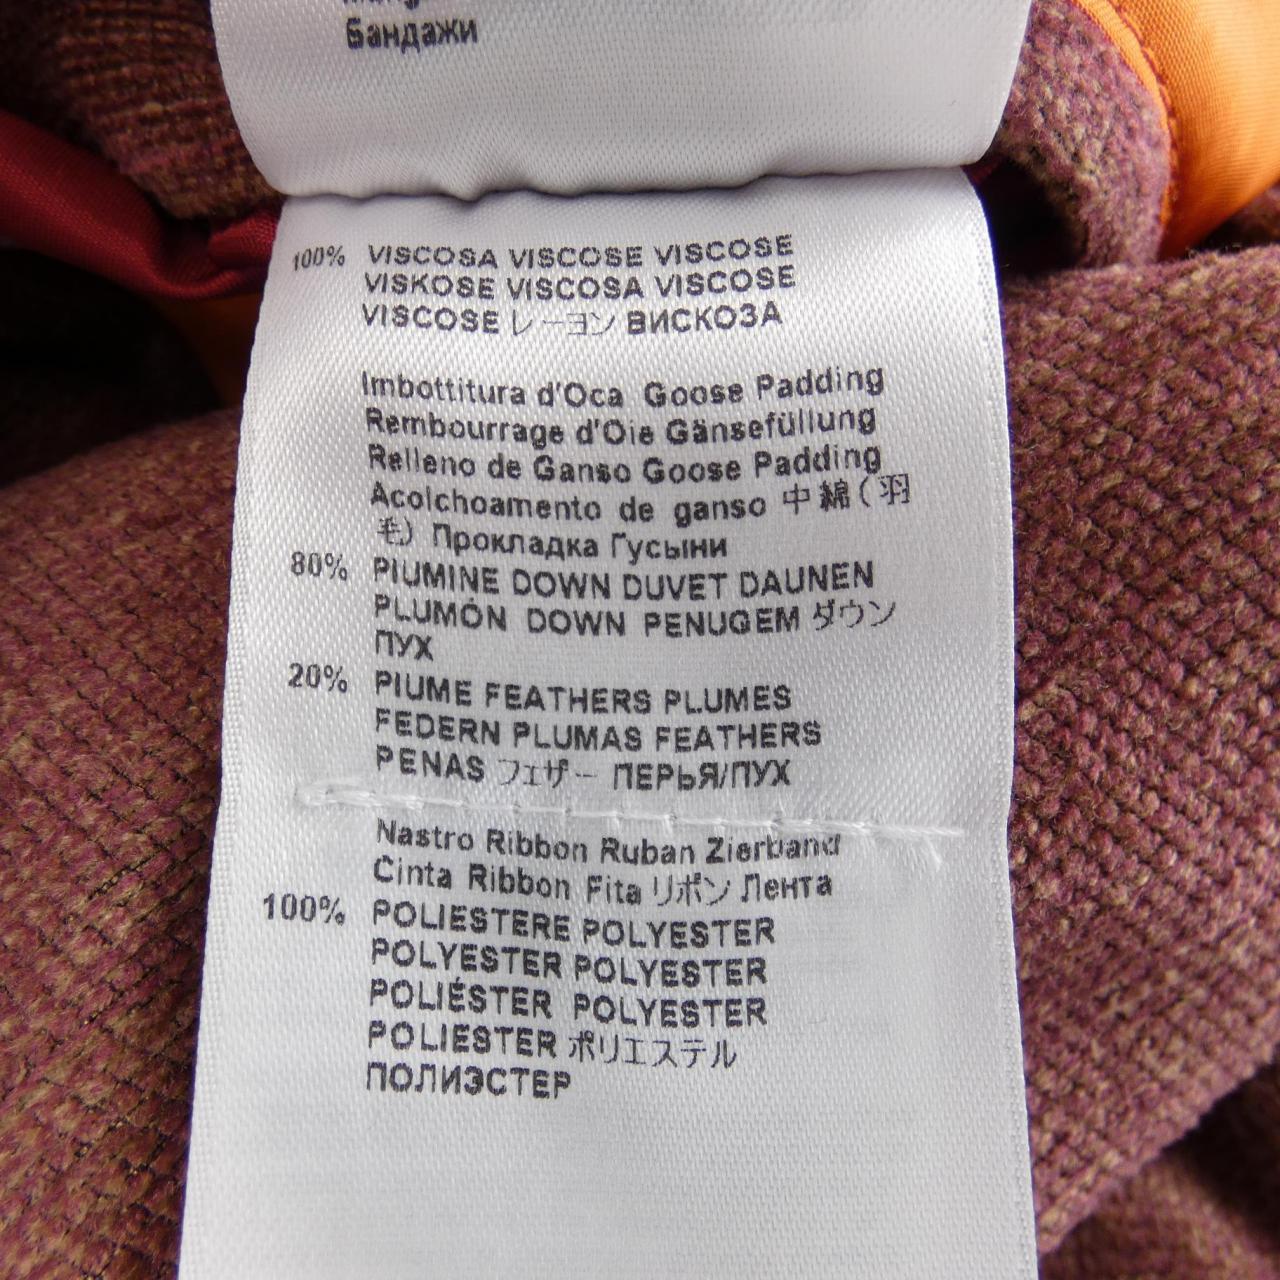 Бандажи
100% VISCOSA VISCOSE VISCOSE
VISKOSE VISCOSA VISCOSE
VISCOSE レーヨン ВИСКОЗА
Imbottitura d'Oca Goose Padding
Rembourrage d'Oie Gänsefüllung
Relleno de Ganso Goose Padding
Acolchoamento de ganso 中綿(羽
毛) Прокладка Гусыни
80% PIUMINE DOWN DUVET DAUNEN
PLUMÓN DOWN PENUGEM ダウン
ПУХ
20% PIUME FEATHERS PLUMES
FEDERN PLUMAS FEATHERS
PENAS フェザー ПЕРЬЯ/ПУХ
Nastro Ribbon Ruban Zierband
Cinta Ribbon Fita リボン Лента
100% POLIESTERE POLYESTER
POLYESTER POLYESTER
POLIÉSTER POLYESTER
POLIESTER ポリエステル
ПОЛИЭСТЕР